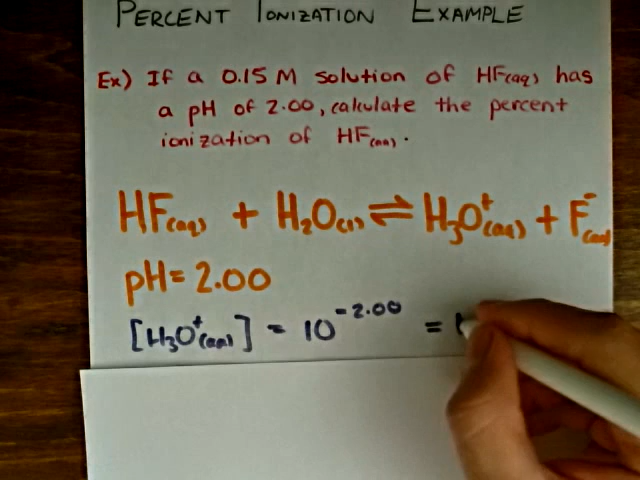 PERCENT IONIZATION EXAMPLE
Ex) If a 0.15 M solution of HF(aq) has
a pH of 2.00, calculate the percent
ionization of HF(aq).
HF(aq) + H₂O(l) ⇌ H₃O⁺(aq) + F⁻(aq)
pH = 2.00
[H₃O⁺(aq)] = 10⁻²·⁰⁰ =